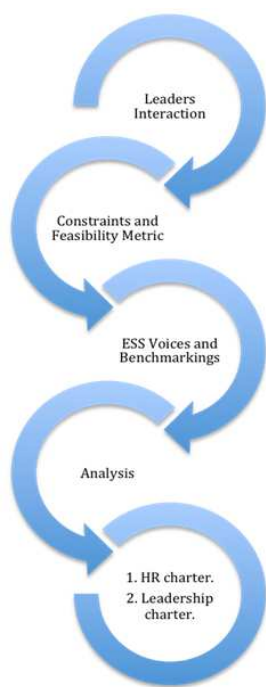 Leaders
Interaction
Constraints and
Feasibility Metric
ESS Voices and
Benchmarkings
Analysis
1. HR charter.
2. Leadership
charter.